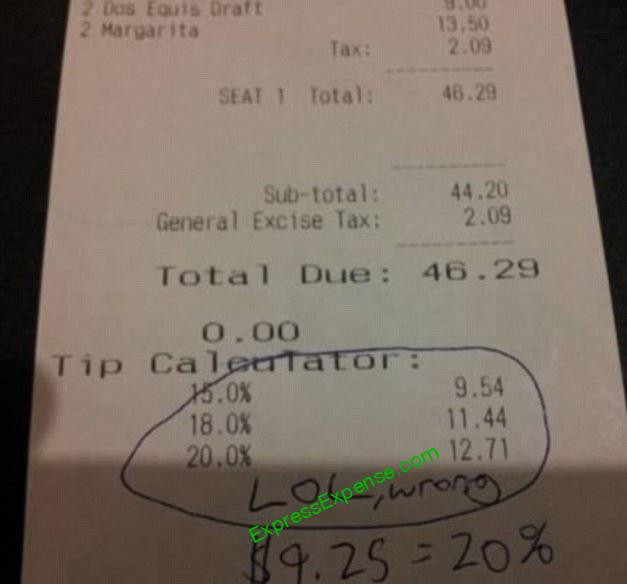 2 Dos Equis Draft 9.00
2 Margarita 13.50
Tax: 2.09
SEAT 1 Total: 46.29
Sub-total: 44.20
General Excise Tax: 2.09
Total Due: 46.29
0.00
Tip Calculator:
15.0% 9.54
18.0% 11.44
20.0% 12.71
LOL, wrong
ExpressExpense.com
$9.25 = 20%